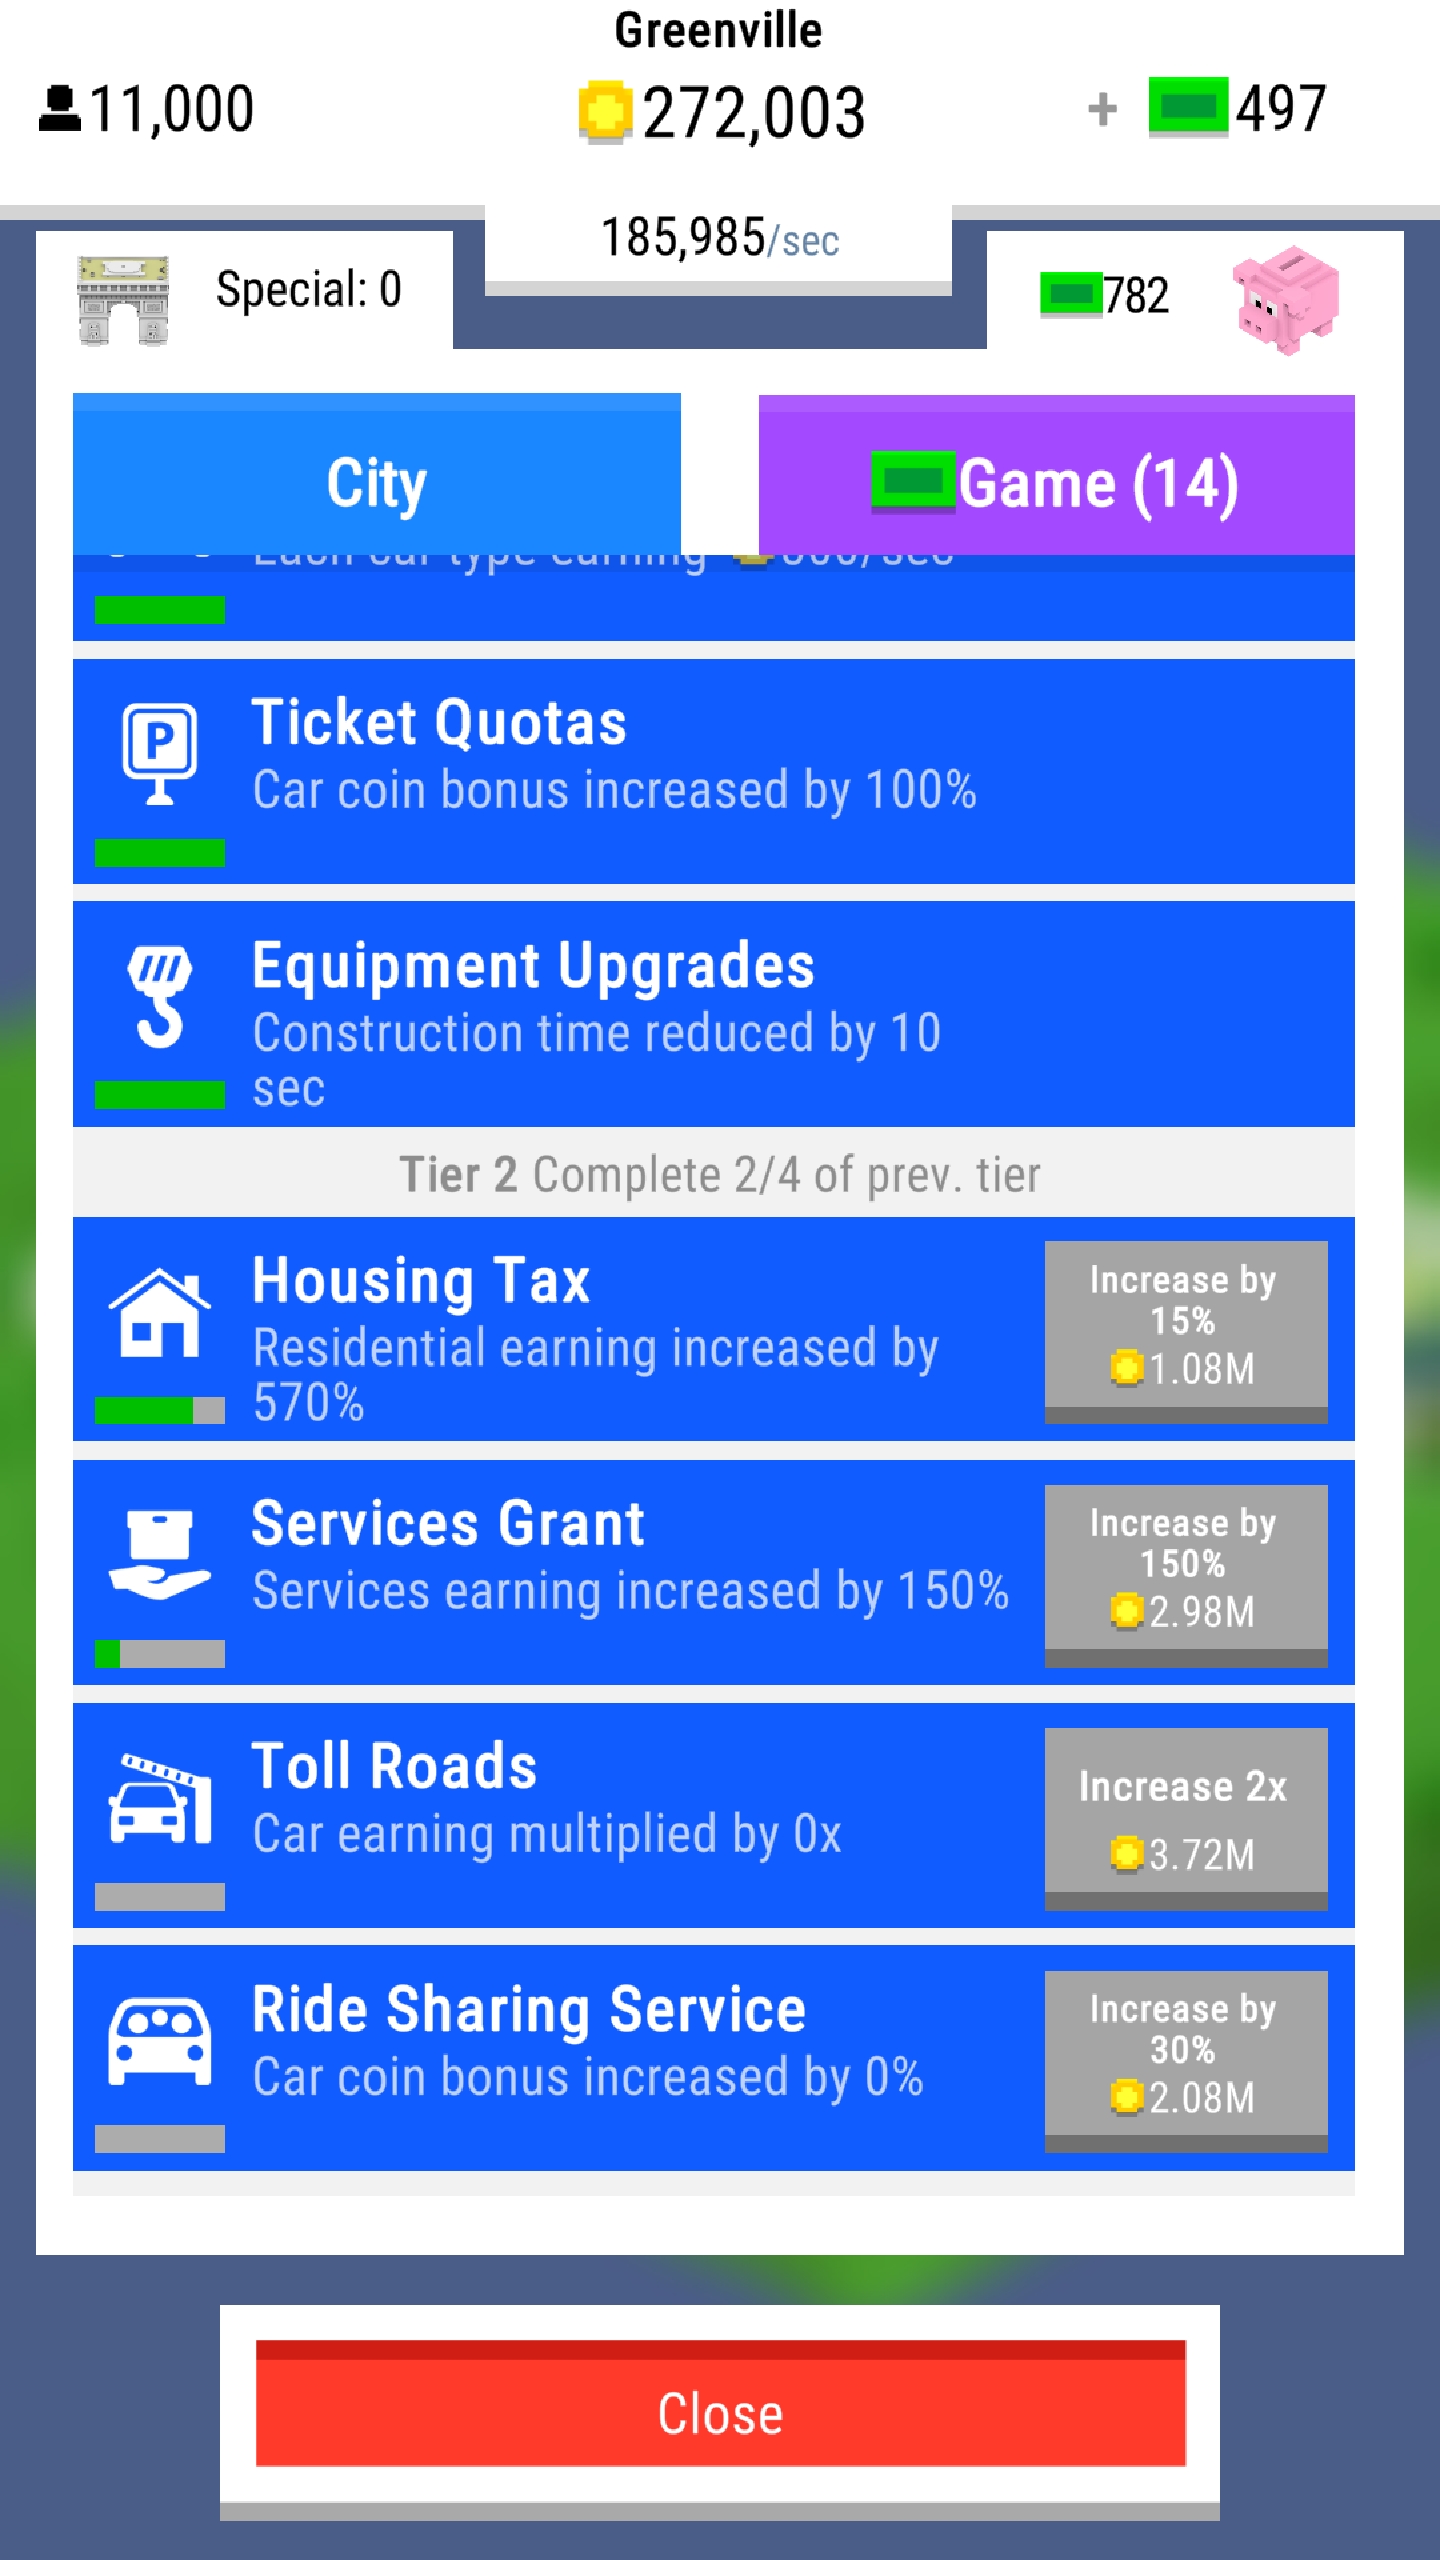 Greenville
11,000
272,003
+ 497
185,985/sec
Special: 0
782
City
Game (14)
Each car type earning
P
Ticket Quotas
Car coin bonus increased by 100%
Equipment Upgrades
Construction time reduced by 10
sec
Tier 2 Complete 2/4 of prev. tier
Housing Tax
Residential earning increased by
570%
Increase by
15%
1.08M
Services Grant
Services earning increased by 150%
Increase by
150%
2.98M
Toll Roads
Car earning multiplied by 0x
Increase 2x
3.72M
Ride Sharing Service
Car coin bonus increased by 0%
Increase by
30%
2.08M
Close